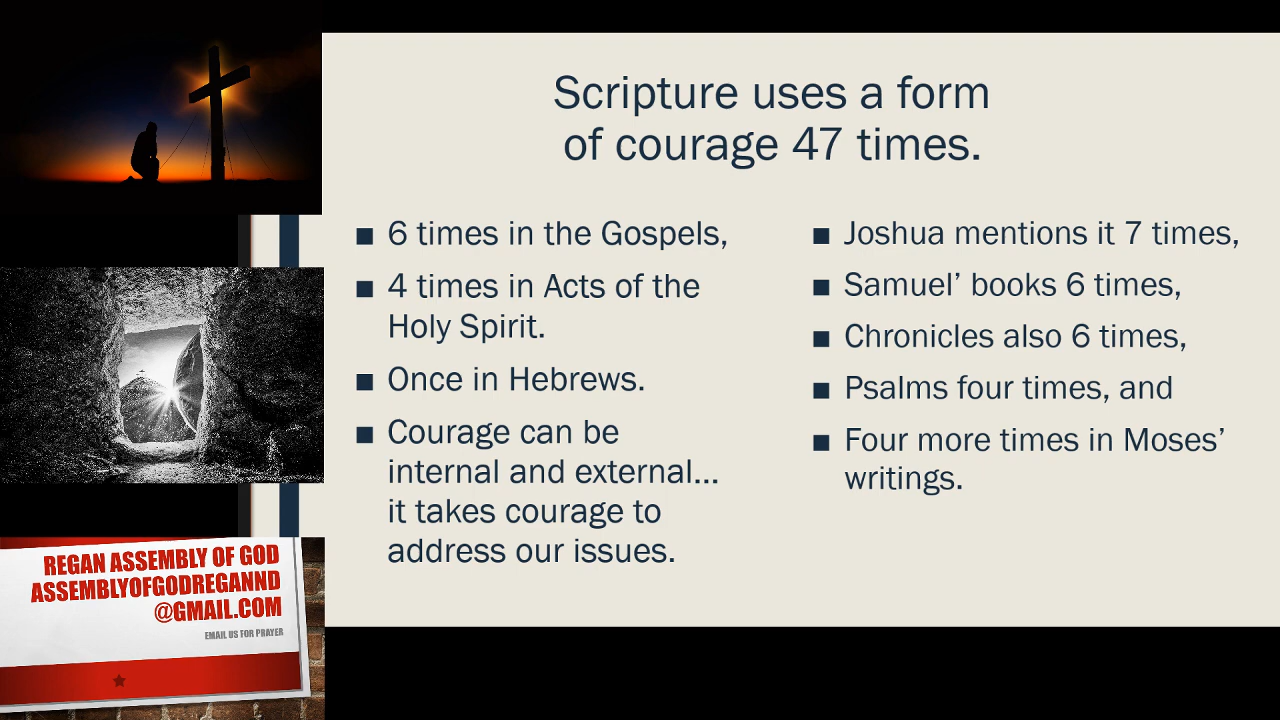 Scripture uses a form
of courage 47 times.
■ 6 times in the Gospels,
■ 4 times in Acts of the
Holy Spirit.
■ Once in Hebrews.
■ Courage can be
internal and external...
it takes courage to
address our issues.
■ Joshua mentions it 7 times,
■ Samuel’ books 6 times,
■ Chronicles also 6 times,
■ Psalms four times, and
■ Four more times in Moses’
writings.
REGAN ASSEMBLY OF GOD
ASSEMBLYOFGODREGANND
@GMAIL.COM
EMAIL US FOR PRAYER